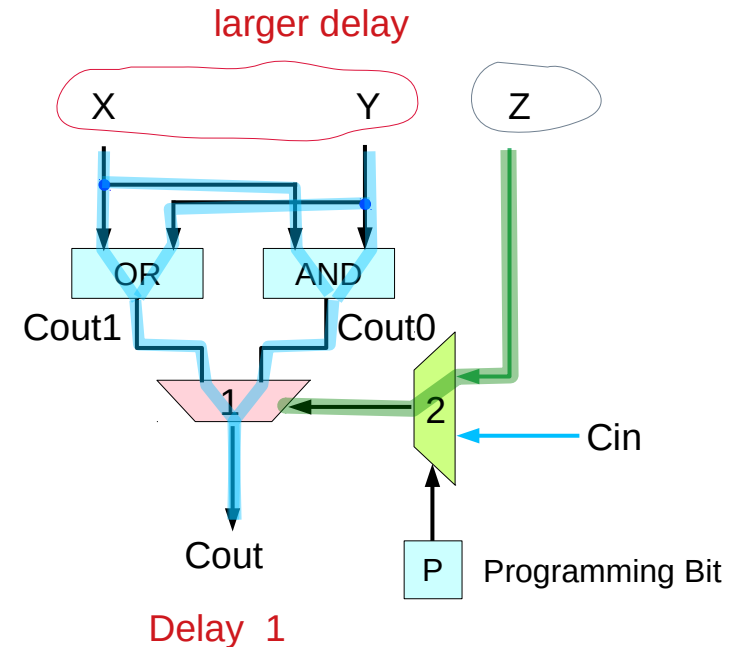 larger delay
X Y Z
OR AND
Cout1 Cout0
1 2
Cin
Cout
P Programming Bit
Delay 1